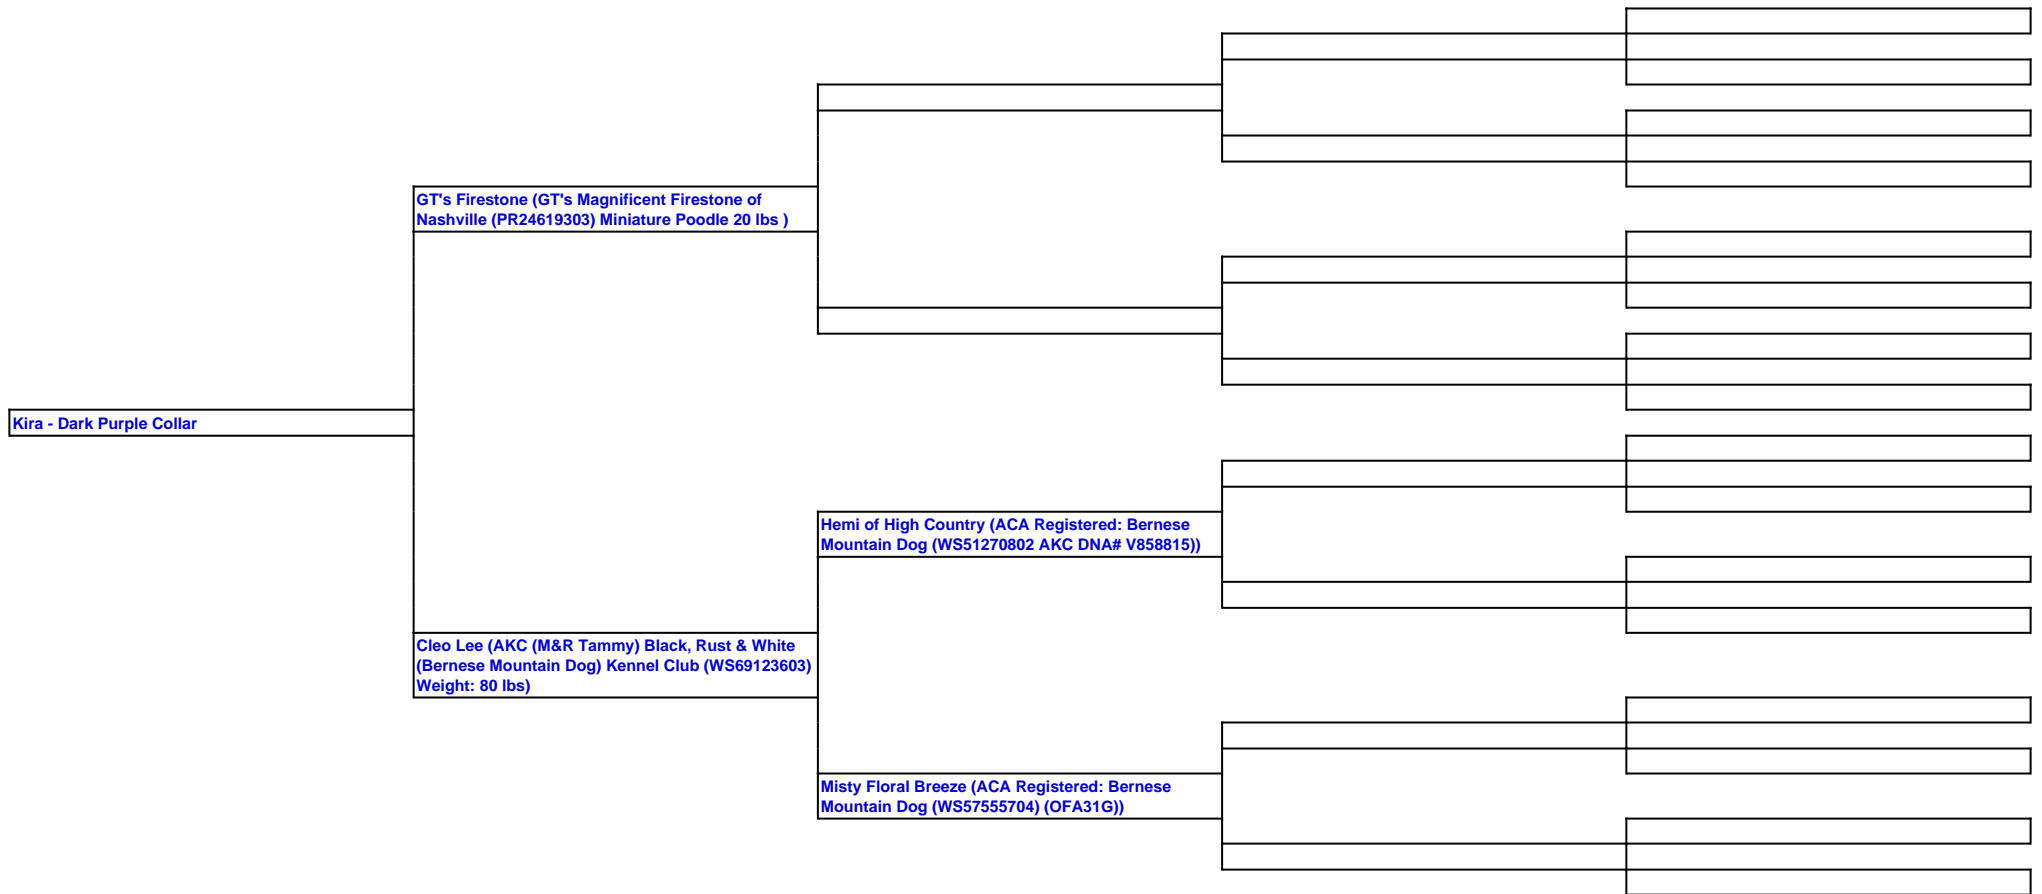 GT's Firestone (GT's Magnificent Firestone of
Nashville (PR24619303) Miniature Poodle 20 lbs )
Kira - Dark Purple Collar
Hemi of High Country (ACA Registered: Bernese
Mountain Dog (WS51270802 AKC DNA# V858815))
Cleo Lee (AKC (M&R Tammy) Black, Rust & White
(Bernese Mountain Dog) Kennel Club (WS69123603)
Weight: 80 lbs)
Misty Floral Breeze (ACA Registered: Bernese
Mountain Dog (WS57555704) (OFA31G))